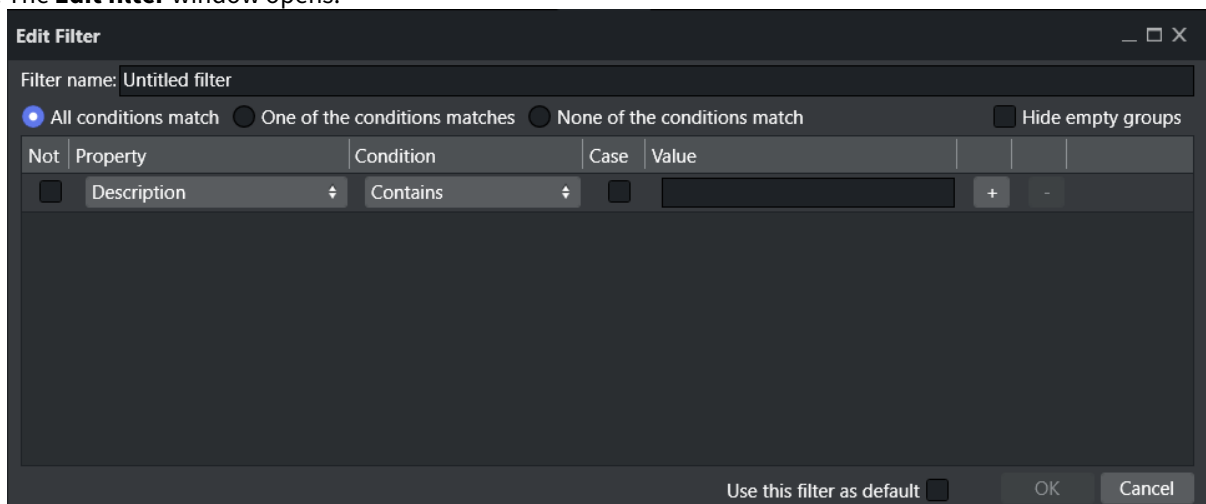 The Edit filter window opens.
Edit Filter
Filter name: Untitled filter
All conditions match One of the conditions matches None of the conditions match Hide empty groups
Not Property Condition Case Value
Description Contains + -
Use this filter as default OK Cancel